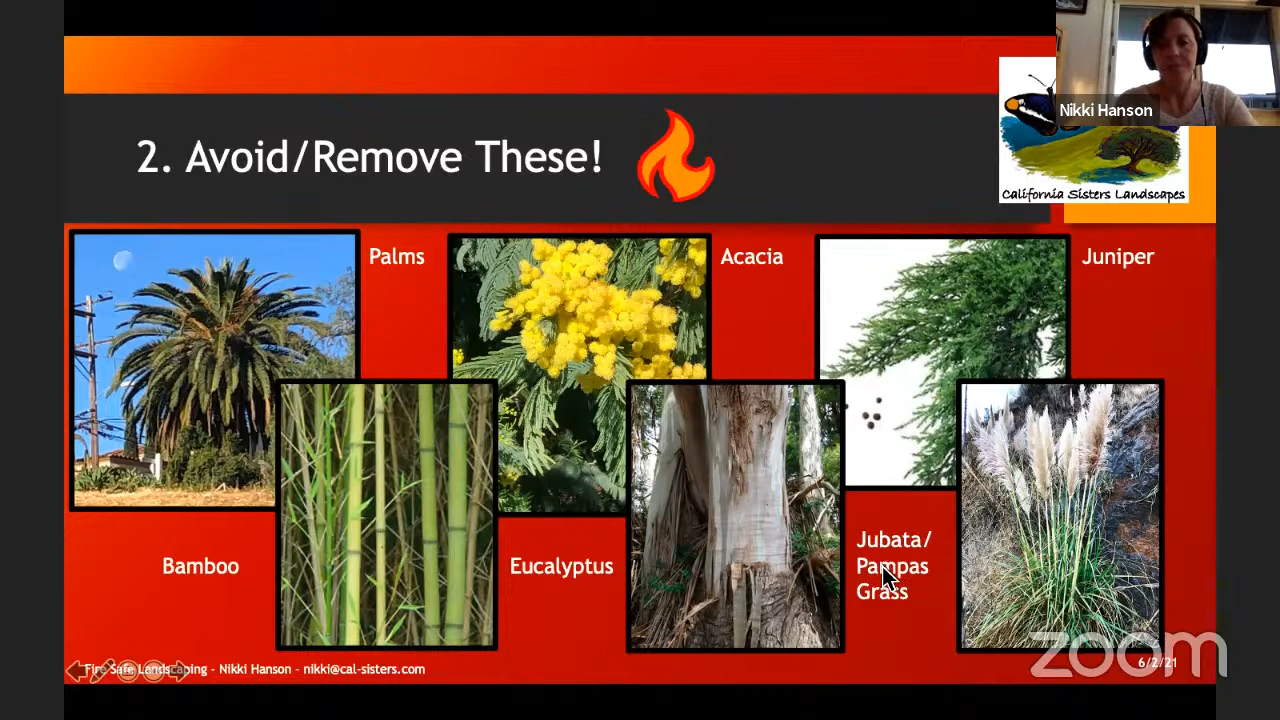 Nikki Hanson
California Sisters Landscapes
2. Avoid/Remove These!
Palms
Acacia
Juniper
Bamboo
Eucalyptus
Jubata/
Pampas
Grass
Fire Safe Landscaping - Nikki Hanson - nikki@cal-sisters.com
6/2/21
zoom